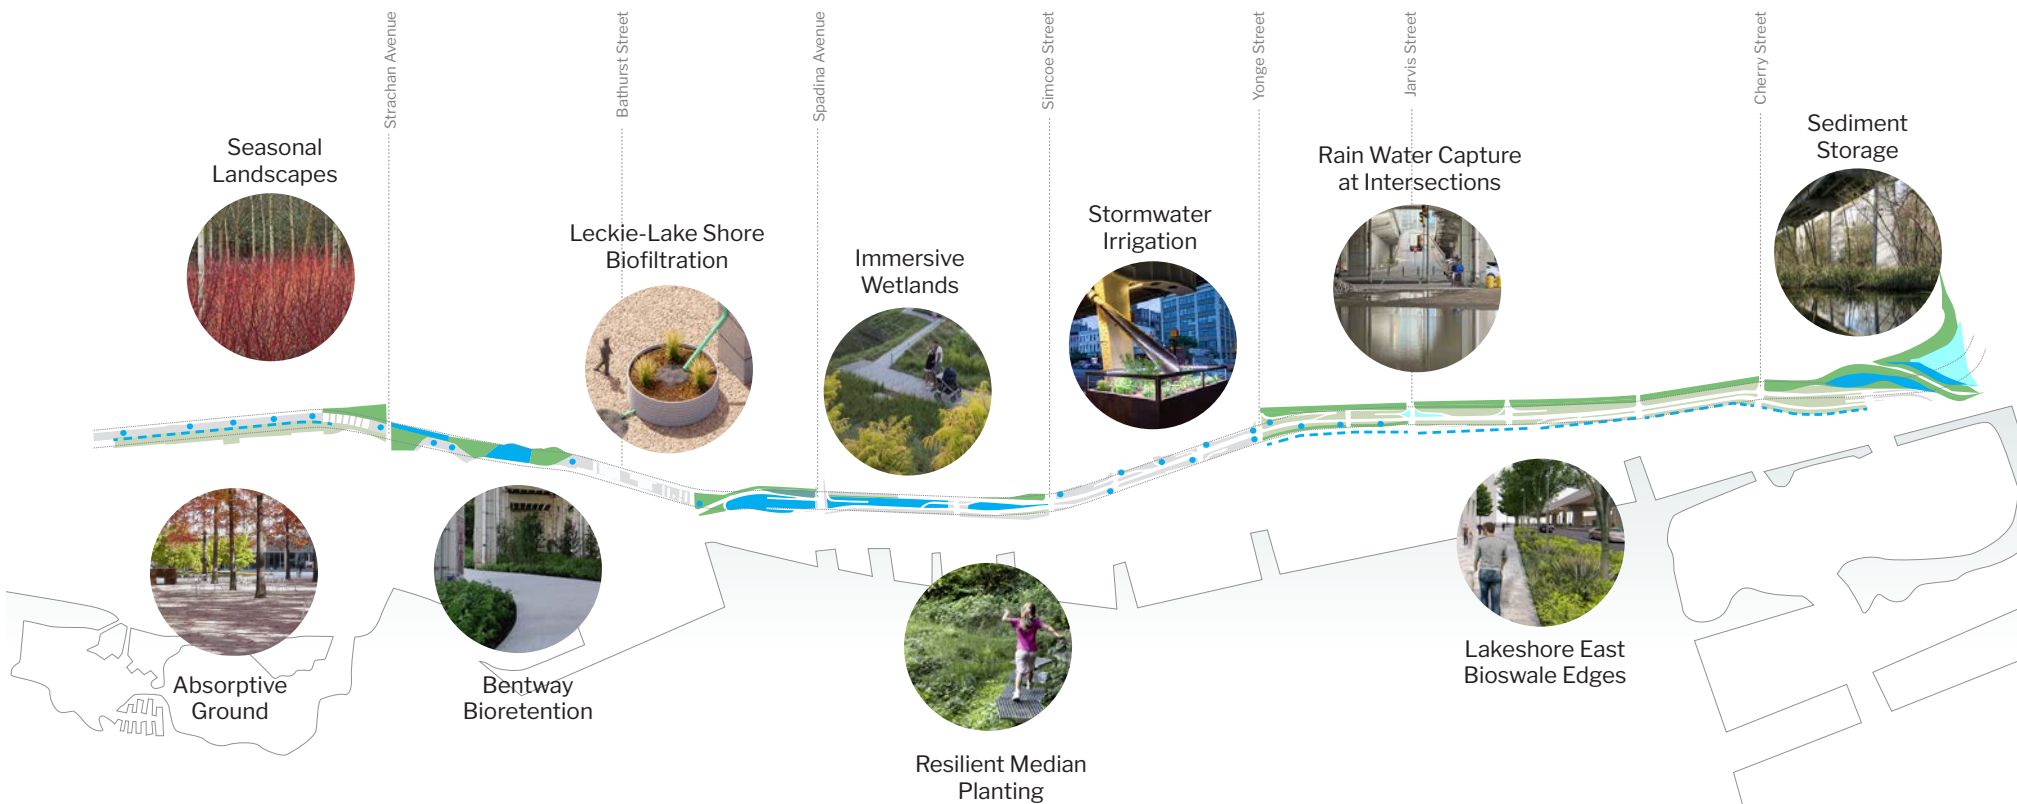 Strachan Avenue
Bathurst Street
Spadina Avenue
Simcoe Street
Yonge Street
Jarvis Street
Cherry Street
Seasonal
Landscapes
Leckie-Lake Shore
Biofiltration
Immersive
Wetlands
Stormwater
Irrigation
Rain Water Capture
at Intersections
Sediment
Storage
Absorptive
Ground
Bentway
Bioretention
Resilient Median
Planting
Lakeshore East
Bioswale Edges